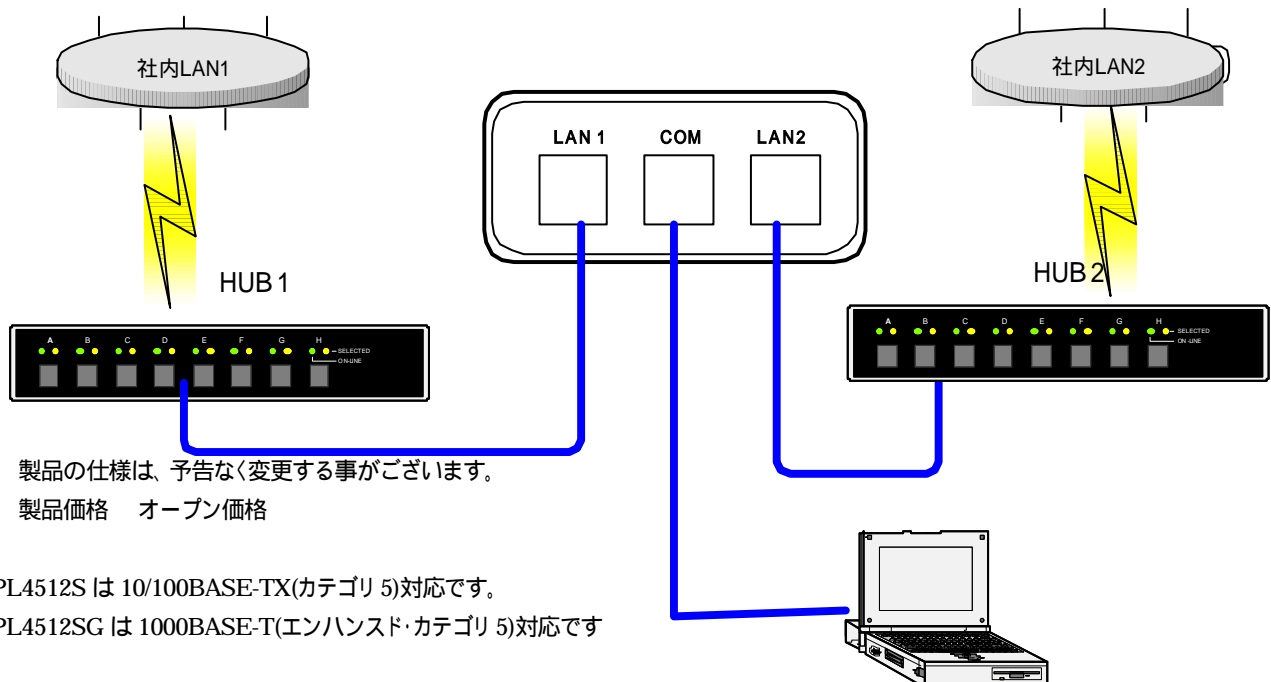 社内LAN1
社内LAN2
LAN 1 COM LAN2
HUB 1
HUB 2
A B C D E F G H
SELECTED
ON-LINE
A B C D E F G H
SELECTED
ON-LINE
製品の仕様は、予告なく変更する事がございます。
製品価格 オープン価格
PL4512S は 10/100BASE-TX(カテゴリ 5)対応です。
PL4512SG は 1000BASE-T(エンハンスド・カテゴリ 5)対応です